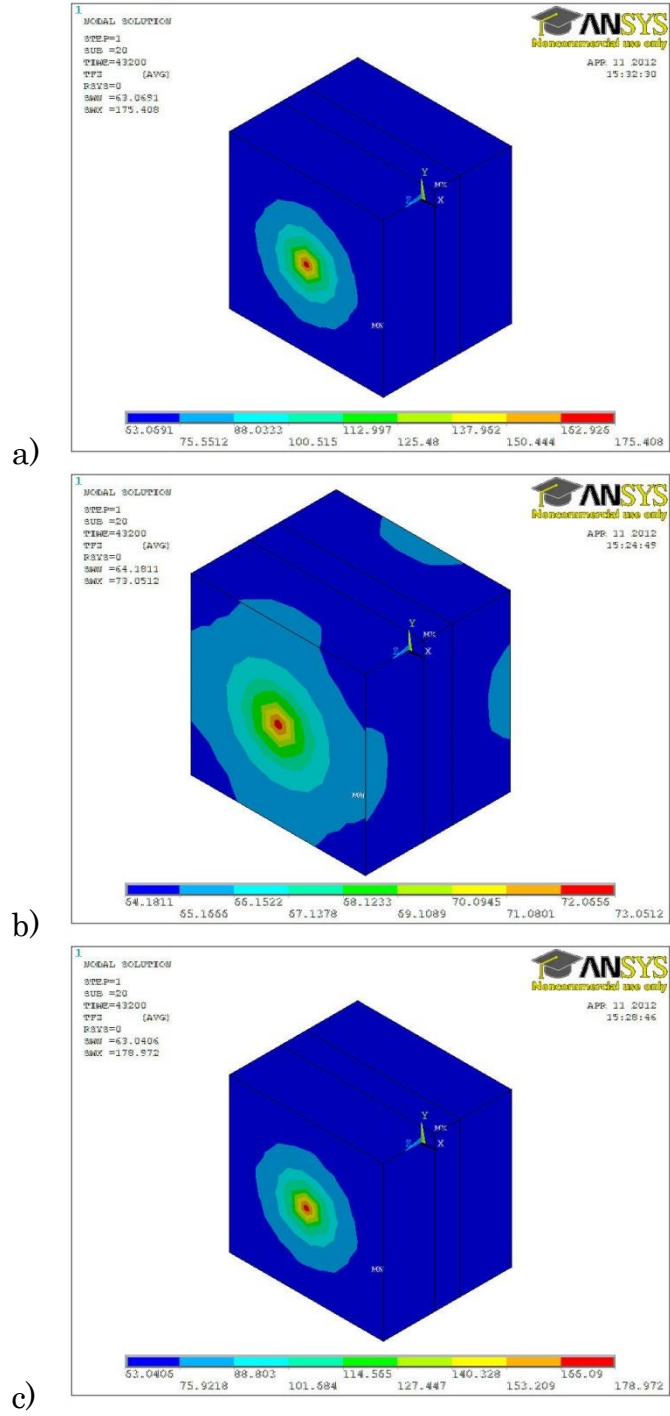 1
NODAL SOLUTION
STEP=1
SUB =20
TIME=43200
TFZ (AVG)
RSYS=0
SMN =63.0691
SMX =175.408
ANSYS
Noncommercial use only
APR 11 2012
15:32:30
Y
MX
Z X
MN
63.0691 88.0333 112.997 137.962 162.926
75.5512 100.515 125.48 150.444 175.408
a)
1
NODAL SOLUTION
STEP=1
SUB =20
TIME=43200
TFZ (AVG)
RSYS=0
SMN =64.1811
SMX =73.0512
ANSYS
Noncommercial use only
APR 11 2012
15:24:49
Y
MX
Z X
MN
64.1811 66.1522 68.1233 70.0945 72.0656
65.1666 67.1378 69.1089 71.0801 73.0512
b)
1
NODAL SOLUTION
STEP=1
SUB =20
TIME=43200
TFZ (AVG)
RSYS=0
SMN =63.0406
SMX =178.972
ANSYS
Noncommercial use only
APR 11 2012
15:28:46
Y
MX
Z X
MN
63.0406 88.803 114.565 140.328 166.09
75.9218 101.684 127.447 153.209 178.972
c)